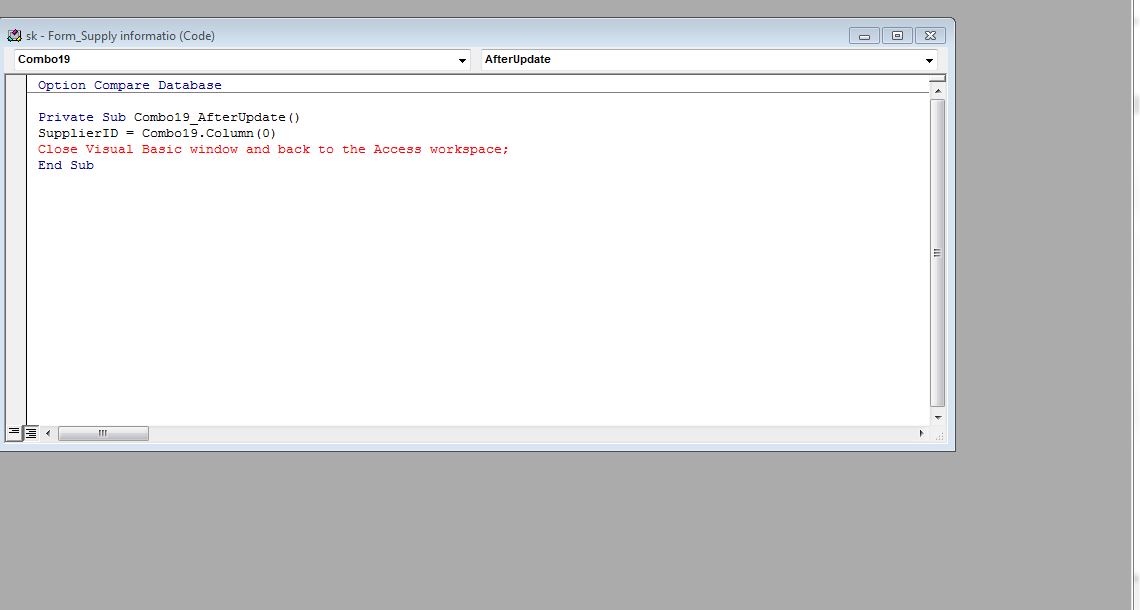 sk - Form_Supply informatio (Code)
Combo19
AfterUpdate
Option Compare Database
Private Sub Combo19_AfterUpdate()
SupplierID = Combo19.Column(0)
Close Visual Basic window and back to the Access workspace;
End Sub